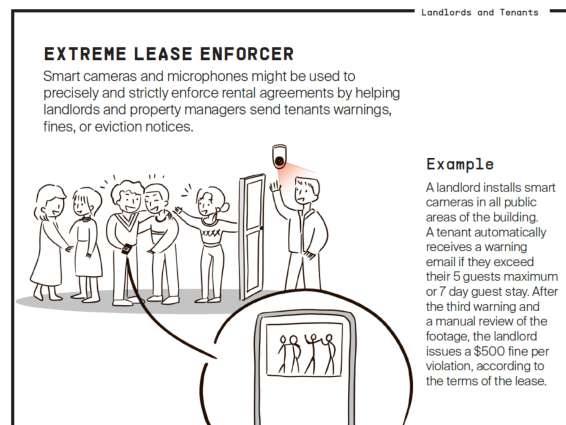 Landlords and Tenants
EXTREME LEASE ENFORCER
Smart cameras and microphones might be used to
precisely and strictly enforce rental agreements by helping
landlords and property managers send tenants warnings,
fines, or eviction notices.
Example
A landlord installs smart
cameras in all public
areas of the building.
A tenant automatically
receives a warning
email if they exceed
their 5 guests maximum
or 7 day guest stay. After
the third warning and
a manual review of the
footage, the landlord
issues a $500 fine per
violation, according to
the terms of the lease.